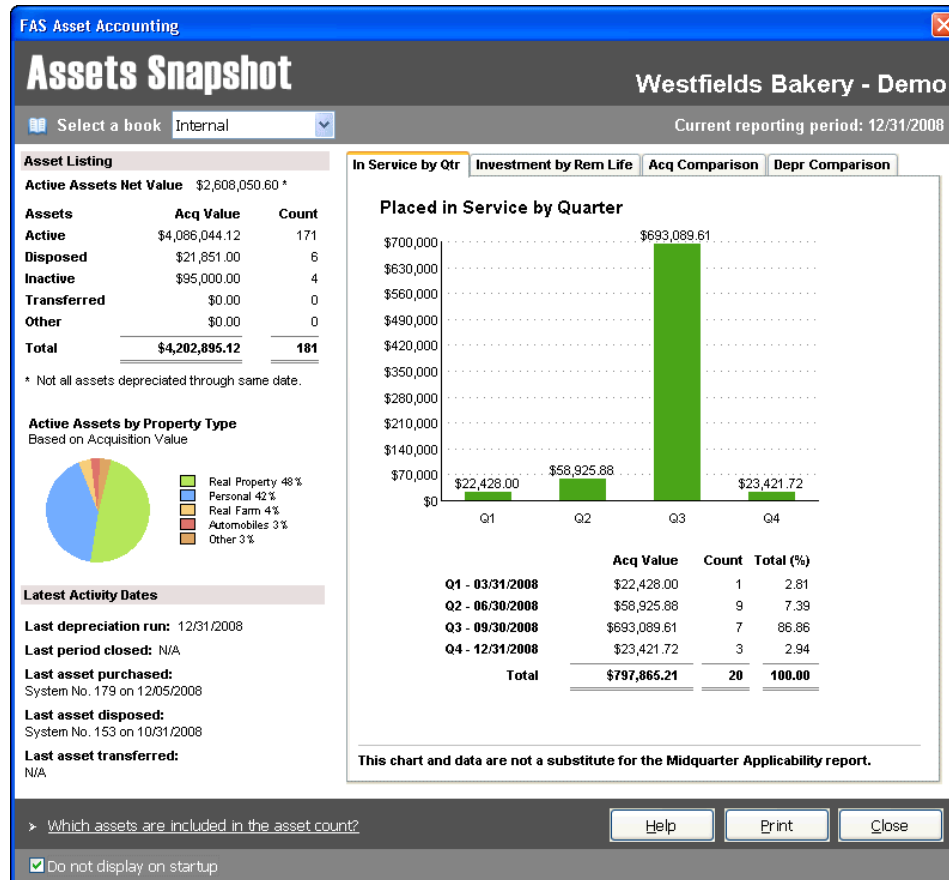 FAS Asset Accounting
Assets Snapshot
Westfields Bakery - Demo
Select a book Internal
Current reporting period: 12/31/2008
Asset Listing
Active Assets Net Value $2,608,050.60 *
Assets Acq Value Count
Active $4,086,044.12 171
Disposed $21,851.00 6
Inactive $95,000.00 4
Transferred $0.00 0
Other $0.00 0
Total $4,202,895.12 181
* Not all assets depreciated through same date.
Active Assets by Property Type
Based on Acquisition Value
Real Property 48%
Personal 42%
Real Farm 4%
Automobiles 3%
Other 3%
Latest Activity Dates
Last depreciation run: 12/31/2008
Last period closed: N/A
Last asset purchased:
System No. 179 on 12/05/2008
Last asset disposed:
System No. 153 on 10/31/2008
Last asset transferred:
N/A
In Service by Qtr Investment by Rem Life Acq Comparison Depr Comparison
Placed in Service by Quarter
$693,089.61
$700,000
$630,000
$560,000
$490,000
$420,000
$350,000
$280,000
$210,000
$140,000
$70,000
$0
$22,428.00 $58,925.88 $23,421.72
Q1 Q2 Q3 Q4
Acq Value Count Total (%)
Q1 - 03/31/2008 $22,428.00 1 2.81
Q2 - 06/30/2008 $58,925.88 9 7.39
Q3 - 09/30/2008 $693,089.61 7 86.86
Q4 - 12/31/2008 $23,421.72 3 2.94
Total $797,865.21 20 100.00
This chart and data are not a substitute for the Midquarter Applicability report.
> Which assets are included in the asset count?
Help Print Close
Do not display on startup